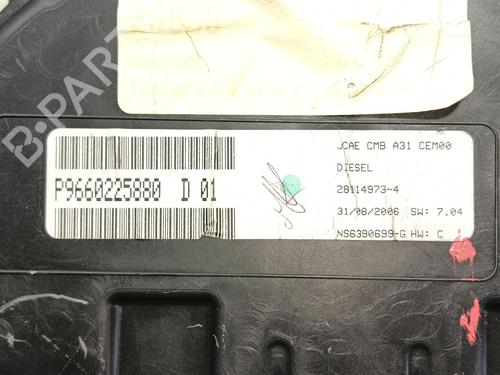 B-PARTS
P9660225880 D 01
JCAE CMB A31 CEM00
DIESEL
28114973-4
31/08/2006 SW: 7.04
NS6390699-G HW: C